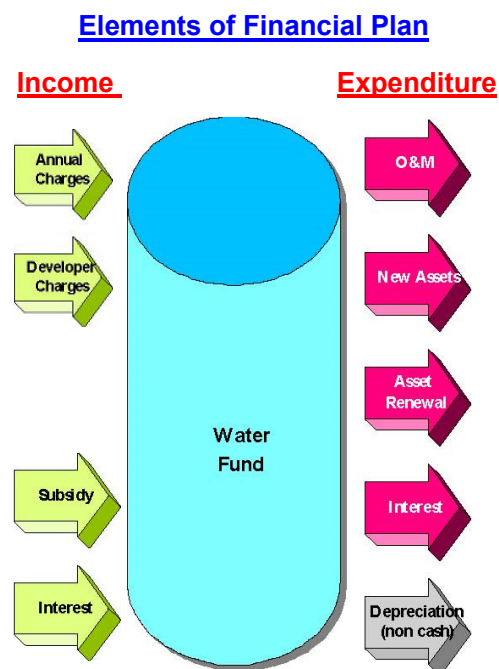 Elements of Financial Plan
Income
Expenditure
Annual
Charges
O&M
Developer
Charges
New Assets
Asset
Renewal
Water
Fund
Subsidy
Interest
Interest
Depreciation
(non cash)